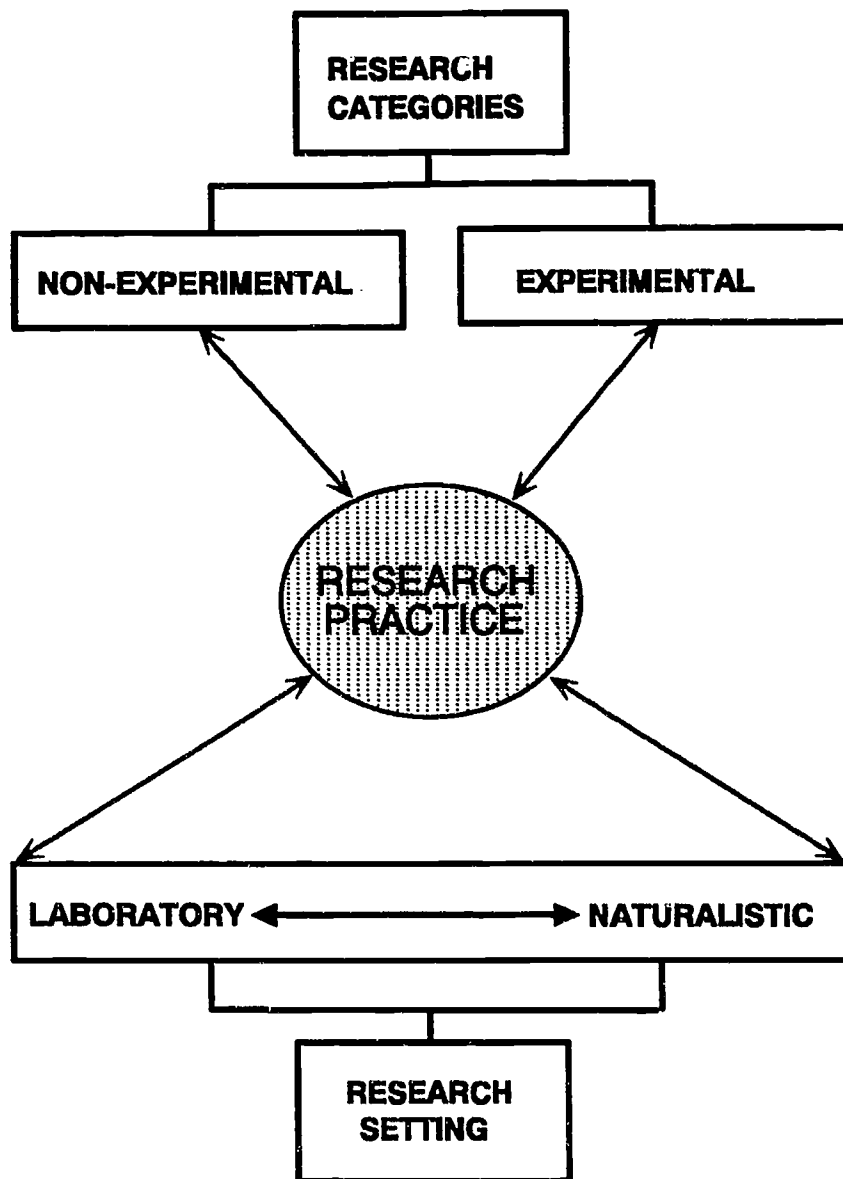 RESEARCH
CATEGORIES
NON-EXPERIMENTAL
EXPERIMENTAL
RESEARCH
PRACTICE
LABORATORY
NATURALISTIC
RESEARCH
SETTING